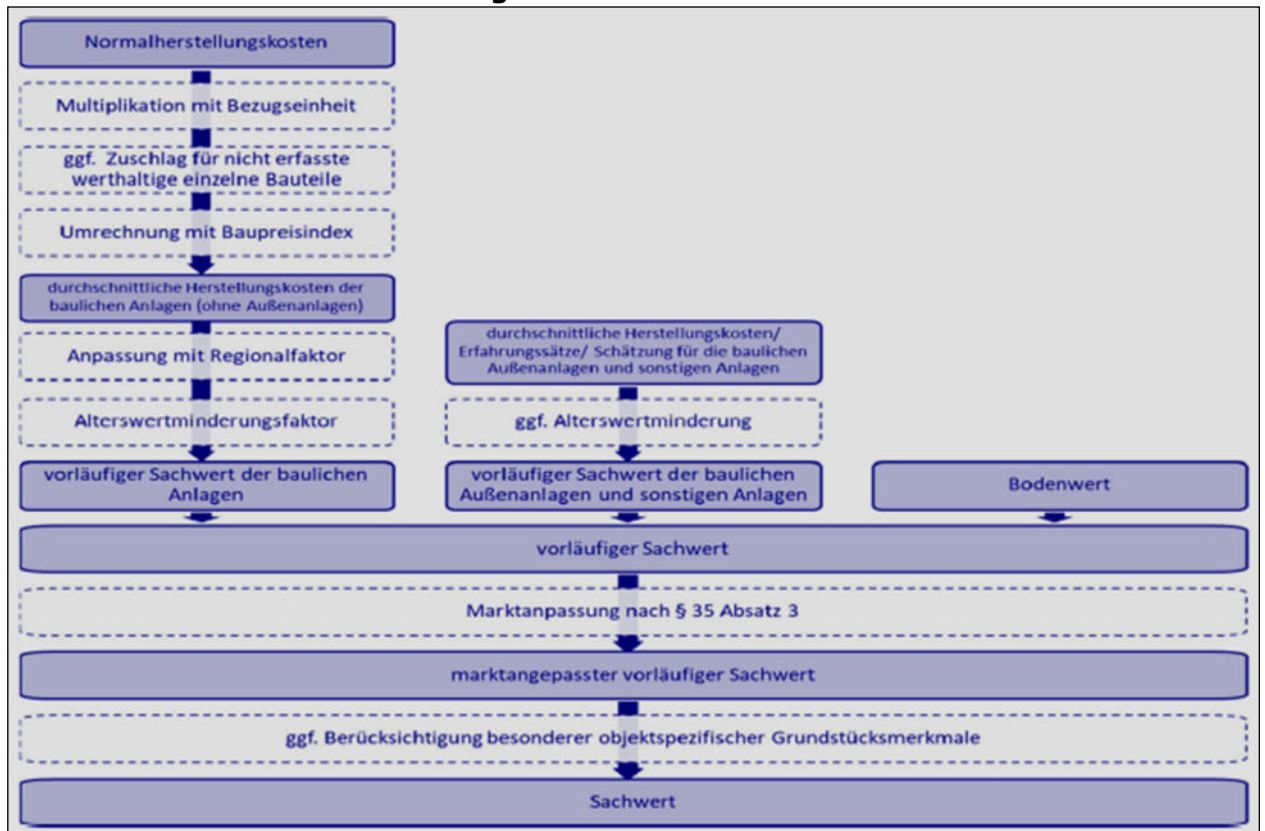 Normalherstellungskosten
Multiplikation mit Bezugseinheit
ggf. Zuschlag für nicht erfasste
werthaltige einzelne Bauteile
Umrechnung mit Baupreisindex
durchschnittliche Herstellungskosten der
baulichen Anlagen (ohne Außenanlagen)
Anpassung mit Regionalfaktor
Alterswertminderungsfaktor
vorläufiger Sachwert der baulichen
Anlagen
durchschnittliche Herstellungskosten/
Erfahrungssätze/ Schätzung für die baulichen
Außenanlagen und sonstigen Anlagen
ggf. Alterswertminderung
vorläufiger Sachwert der baulichen
Außenanlagen und sonstigen Anlagen
Bodenwert
vorläufiger Sachwert
Marktanpassung nach § 35 Absatz 3
marktangepasster vorläufiger Sachwert
ggf. Berücksichtigung besonderer objektspezifischer Grundstücksmerkmale
Sachwert